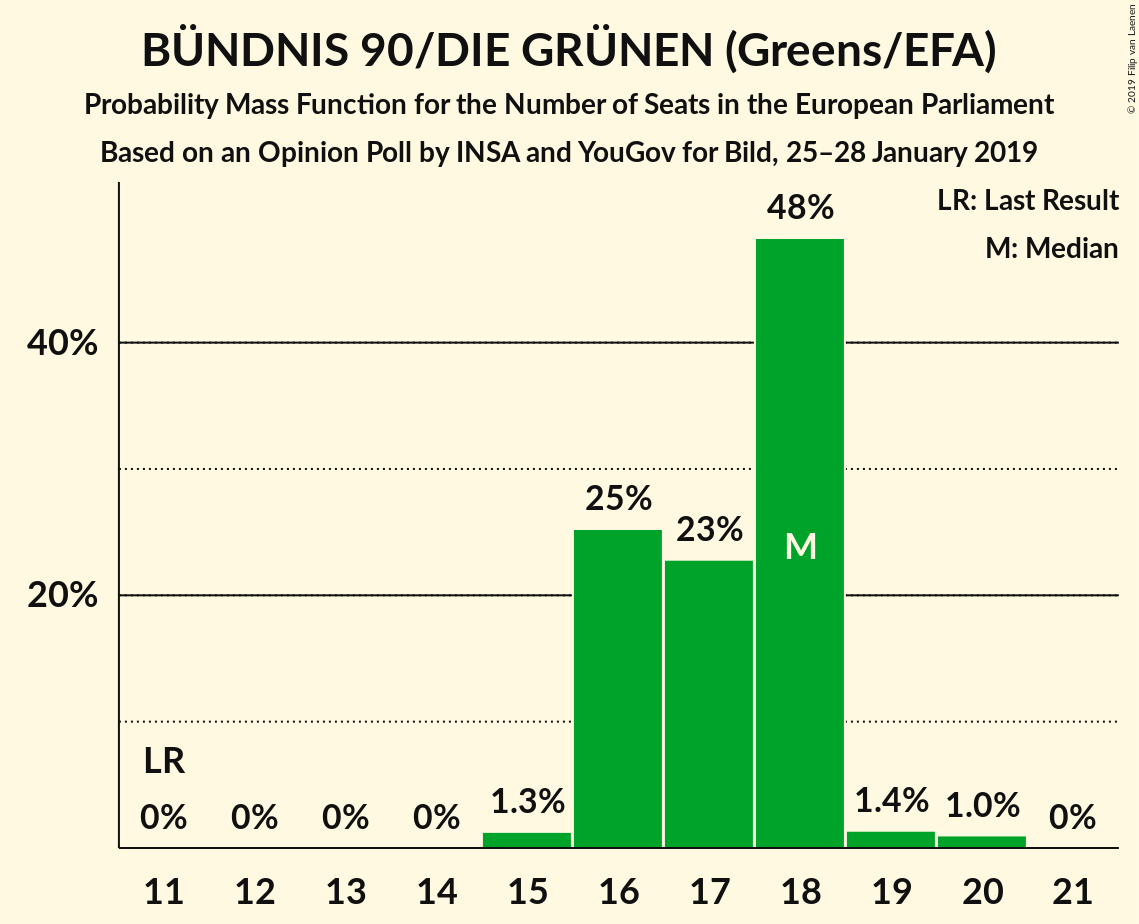 BÜNDNIS 90/DIE GRÜNEN (Greens/EFA)
Probability Mass Function for the Number of Seats in the European Parliament
Based on an Opinion Poll by INSA and YouGov for Bild, 25–28 January 2019
© 2019 Filip van Laenen
LR: Last Result
M: Median
48%
40%
25%
23%
M
20%
LR
0% 0% 0% 0% 1.3% 1.4% 1.0% 0%
11 12 13 14 15 16 17 18 19 20 21